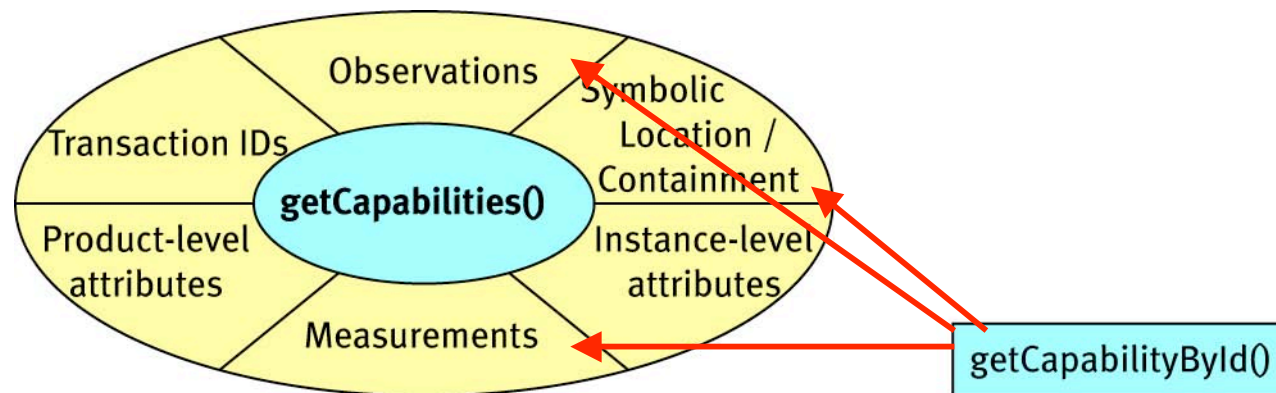 Observations
Symbolic
Location /
Containment
Transaction IDs
getCapabilities()
Product-level
attributes
Instance-level
attributes
Measurements
getCapabilityById()